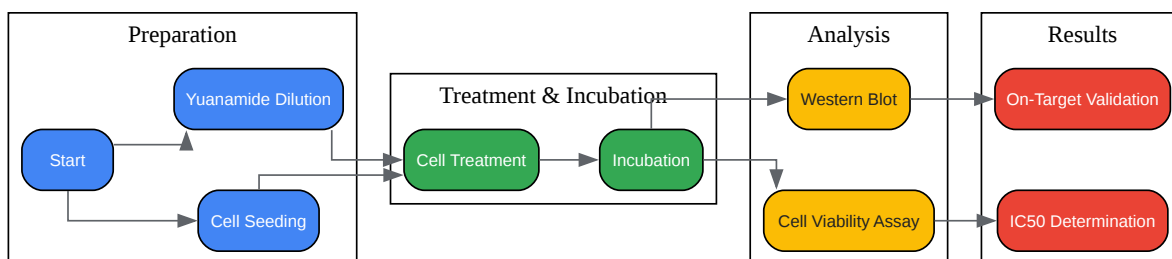 Preparation
Start
Yuanamide Dilution
Cell Seeding
Treatment & Incubation
Cell Treatment
Incubation
Analysis
Western Blot
Cell Viability Assay
Results
On-Target Validation
IC50 Determination